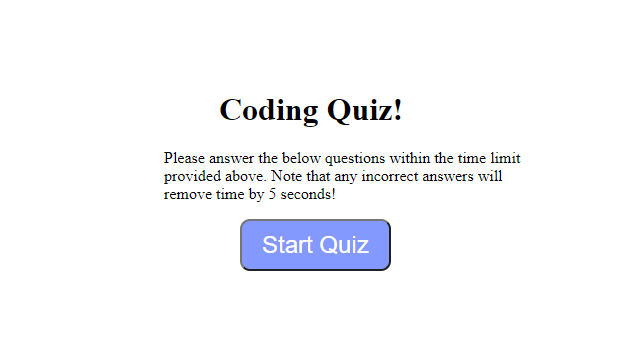 Coding Quiz!
Please answer the below questions within the time limit
provided above. Note that any incorrect answers will
remove time by 5 seconds!
Start Quiz